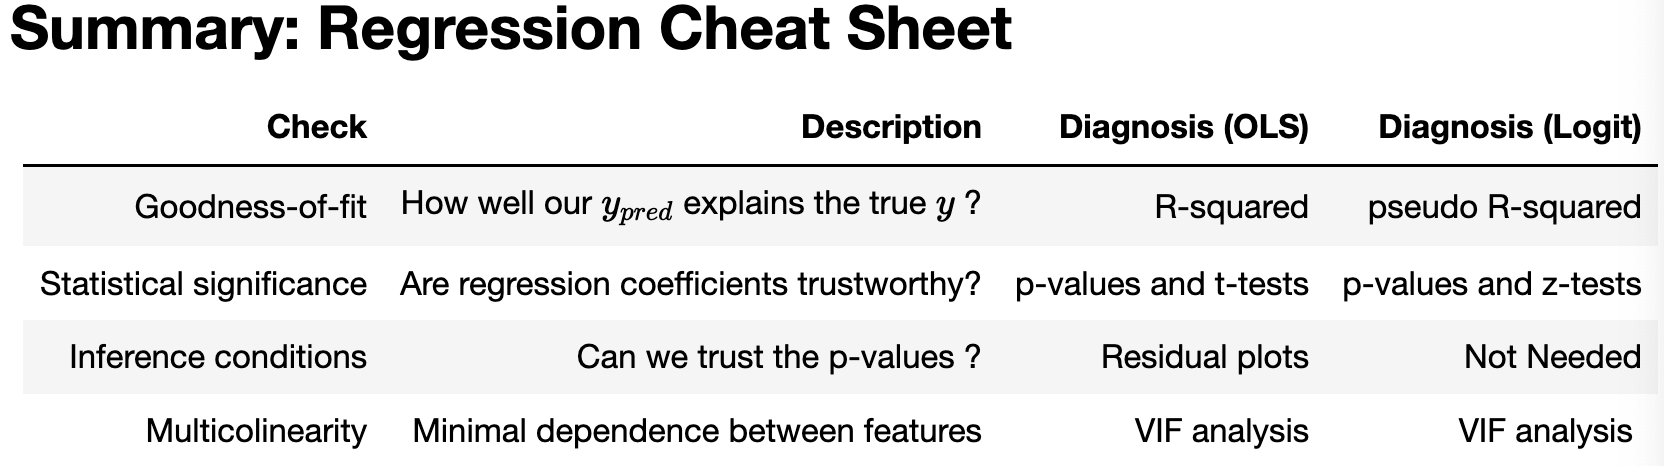 Summary: Regression Cheat Sheet
Check Description Diagnosis (OLS) Diagnosis (Logit)
Goodness-of-fit How well our y_pred explains the true y ? R-squared pseudo R-squared
Statistical significance Are regression coefficients trustworthy? p-values and t-tests p-values and z-tests
Inference conditions Can we trust the p-values ? Residual plots Not Needed
Multicolinearity Minimal dependence between features VIF analysis VIF analysis